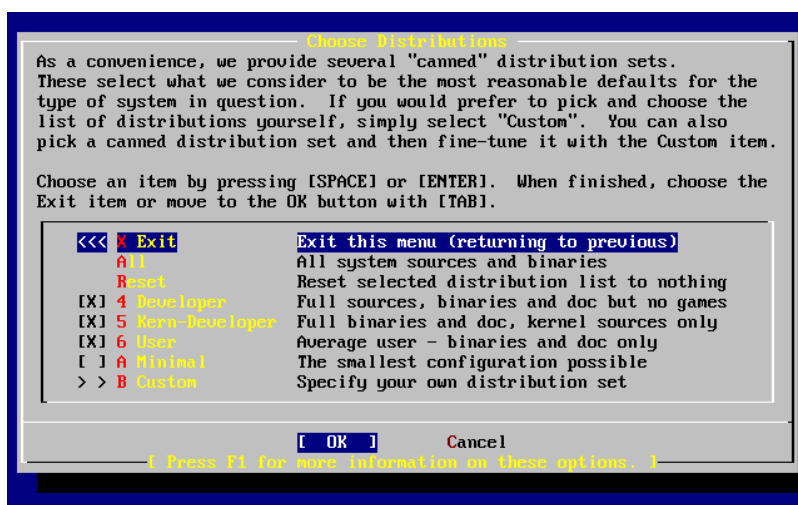 Choose Distributions
As a convenience, we provide several "canned" distribution sets.
These select what we consider to be the most reasonable defaults for the
type of system in question.  If you would prefer to pick and choose the
list of distributions yourself, simply select "Custom".  You can also
pick a canned distribution set and then fine-tune it with the Custom item.
Choose an item by pressing [SPACE] or [ENTER].  When finished, choose the
Exit item or move to the OK button with [TAB].
<<< X Exit Exit this menu (returning to previous)
All All system sources and binaries
Reset Reset selected distribution list to nothing
[X] 4 Developer Full sources, binaries and doc but no games
[X] 5 Kern-Developer Full binaries and doc, kernel sources only
[X] 6 User Average user - binaries and doc only
[ ] A Minimal The smallest configuration possible
> > B Custom Specify your own distribution set
[ OK ] Cancel
[ Press F1 for more information on these options. ]